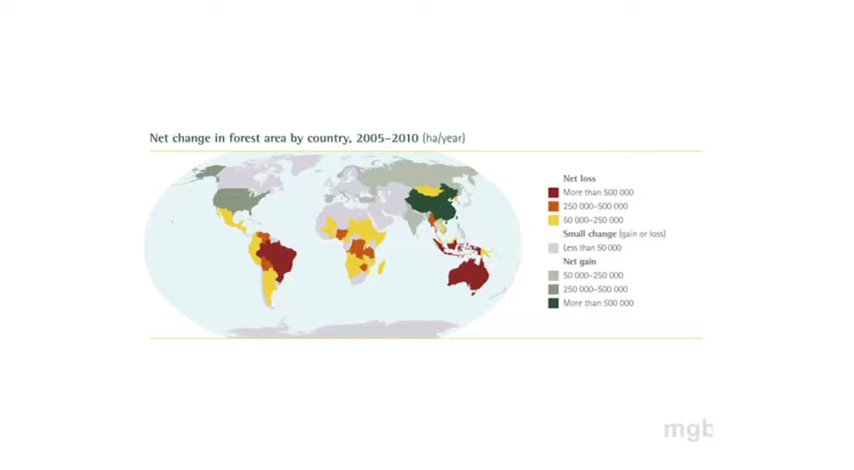 Net change in forest area by country, 2005–2010 (ha/year)
Net loss
More than 500 000
250 000–500 000
50 000–250 000
Small change (gain or loss)
Less than 50 000
Net gain
50 000–250 000
250 000–500 000
More than 500 000
mgb